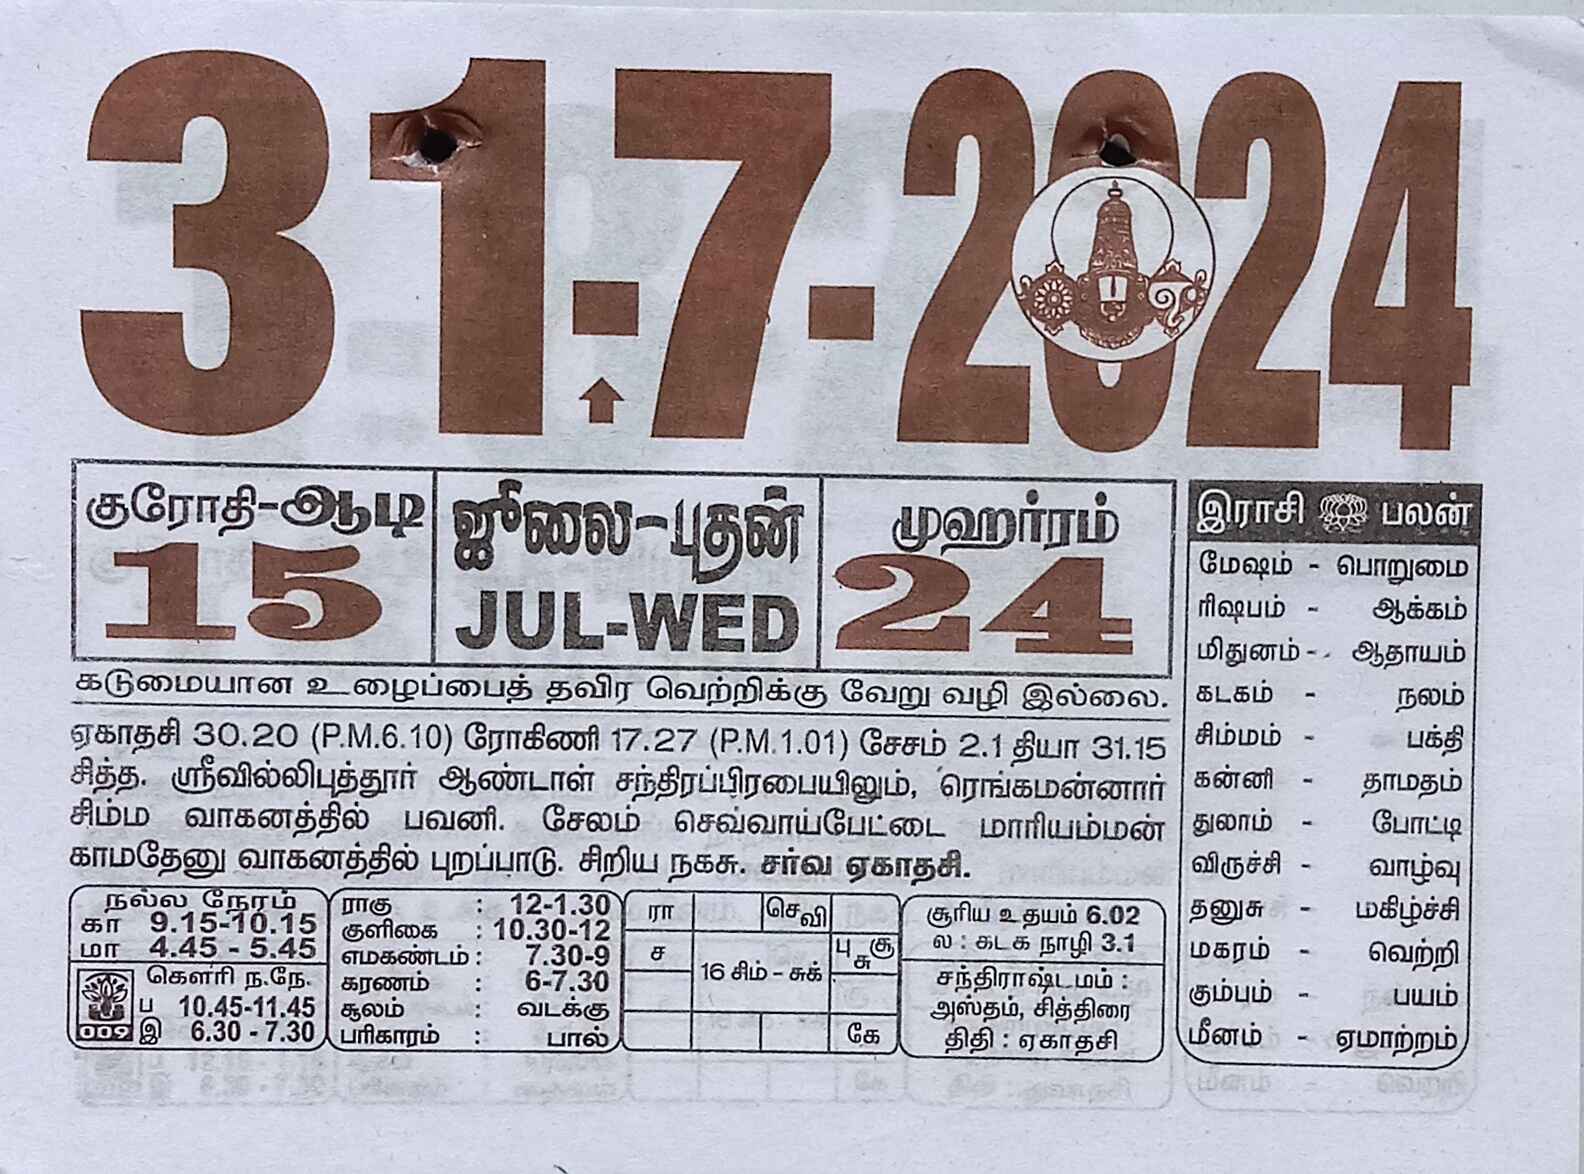 31-7-2024
குரோதி-ஆடி
15
ஜூலை-புதன்
JUL-WED
முஹர்ரம்
24
கடுமையான உழைப்பைத் தவிர வெற்றிக்கு வேறு வழி இல்லை.
ஏகாதசி 30.20 (P.M.6.10) ரோகிணி 17.27 (P.M.1.01) சேசம் 2.1 தியா 31.15
சித்த. ஸ்ரீவில்லிபுத்தூர் ஆண்டாள் சந்திரப்பிரபையிலும், ரெங்கமன்னார்
சிம்ம வாகனத்தில் பவனி. சேலம் செவ்வாய்பேட்டை மாரியம்மன்
காமதேனு வாகனத்தில் புறப்பாடு. சிறிய நகசு. சர்வ ஏகாதசி.
நல்ல நேரம்
கா 9.15-10.15
மா 4.45 - 5.45
கௌரி ந.நே.
ப 10.45-11.45
இ 6.30 - 7.30
009
ராகு : 12-1.30
குளிகை : 10.30-12
எமகண்டம் : 7.30-9
கரணம் : 6-7.30
சூலம் : வடக்கு
பரிகாரம் : பால்
ரா செவி
ச பு சூ சு
16 சிம் - சுக்
கே
சூரிய உதயம் 6.02
ல : கடக நாழி 3.1
சந்திராஷ்டமம் :
அஸ்தம், சித்திரை
திதி : ஏகாதசி
இராசி பலன்
மேஷம் - பொறுமை
ரிஷபம் - ஆக்கம்
மிதுனம் - ஆதாயம்
கடகம் - நலம்
சிம்மம் - பக்தி
கன்னி - தாமதம்
துலாம் - போட்டி
விருச்சி - வாழ்வு
தனுசு - மகிழ்ச்சி
மகரம் - வெற்றி
கும்பம் - பயம்
மீனம் - ஏமாற்றம்